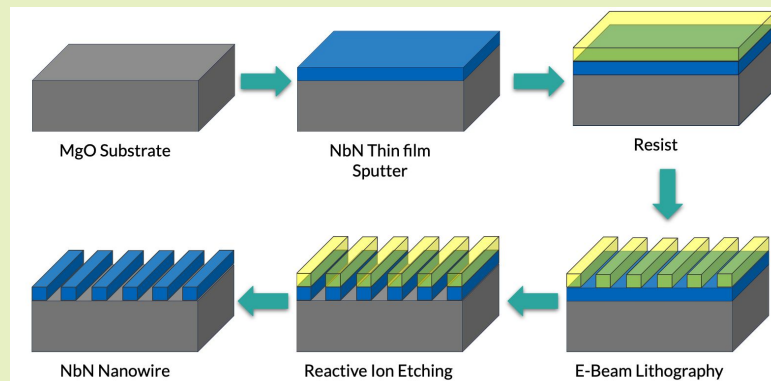 MgO Substrate
NbN Thin film
Sputter
Resist
NbN Nanowire
Reactive Ion Etching
E-Beam Lithography